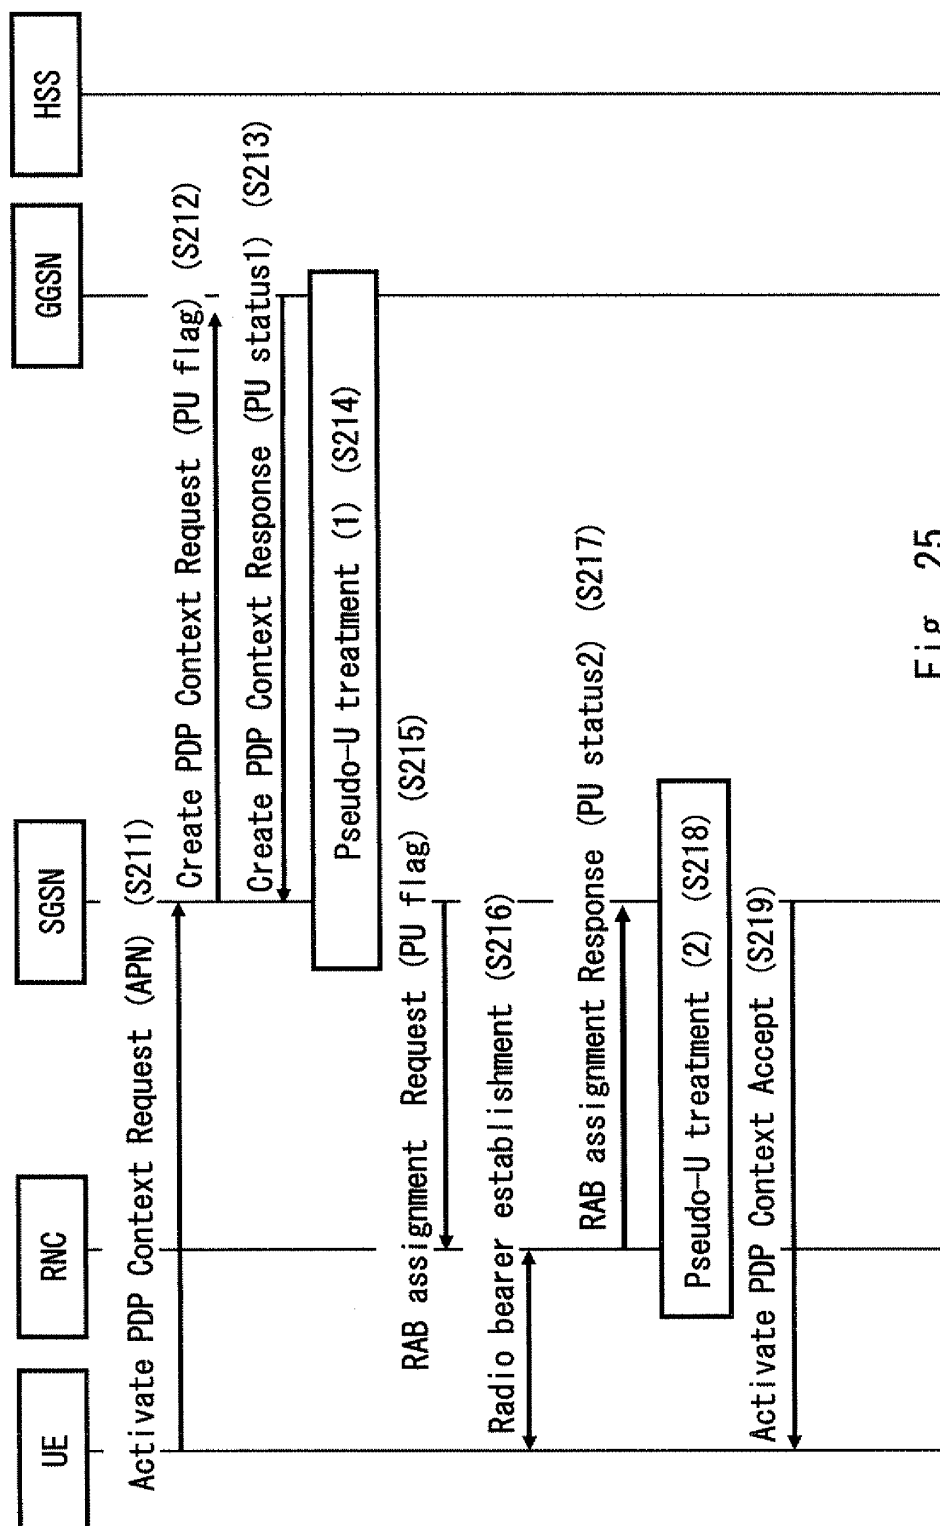 UE
RNC
SGSN
GGSN
HSS
Activate PDP Context Request (APN) (S211)
Create PDP Context Request (PU flag) (S212)
Create PDP Context Response (PU status1) (S213)
Pseudo-U treatment (1) (S214)
RAB assignment Request (PU flag) (S215)
Radio bearer establishment (S216)
RAB assignment Response (PU status2) (S217)
Pseudo-U treatment (2) (S218)
Activate PDP Context Accept (S219)
Fig. 25